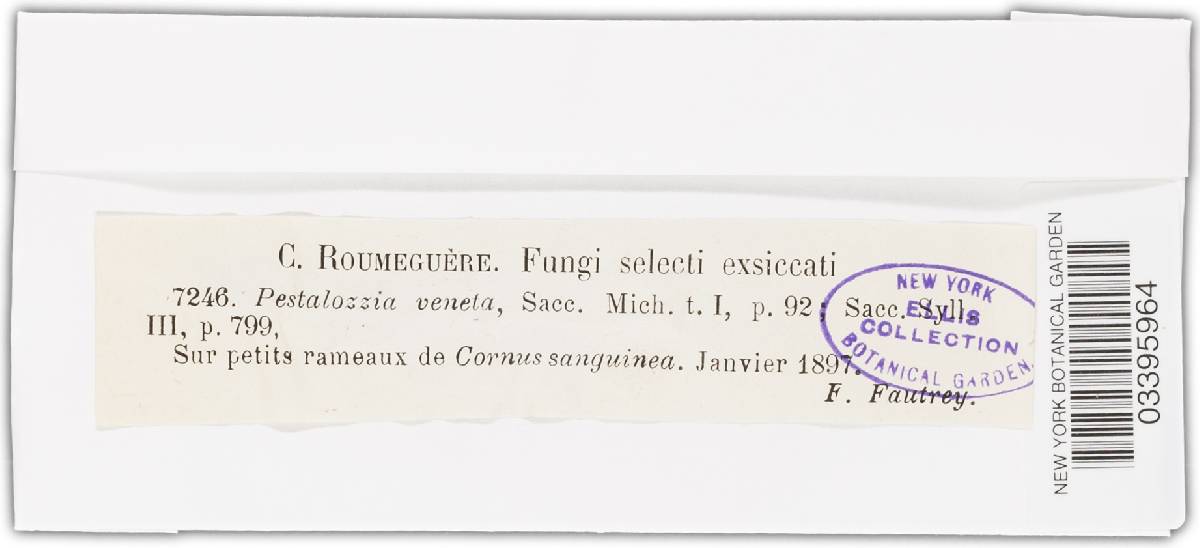 C. ROUMEGUÈRE. Fungi selecti exsiccati
7246. Pestalozzia veneta, Sacc. Mich. t. I, p. 92; Sacc. Syll.
III, p. 799,
Sur petits rameaux de Cornus sanguinea. Janvier 1897.
F. Fautrey.
NEW YORK
ELLIS
COLLECTION
BOTANICAL GARDEN
NEW YORK BOTANICAL GARDEN
03395964